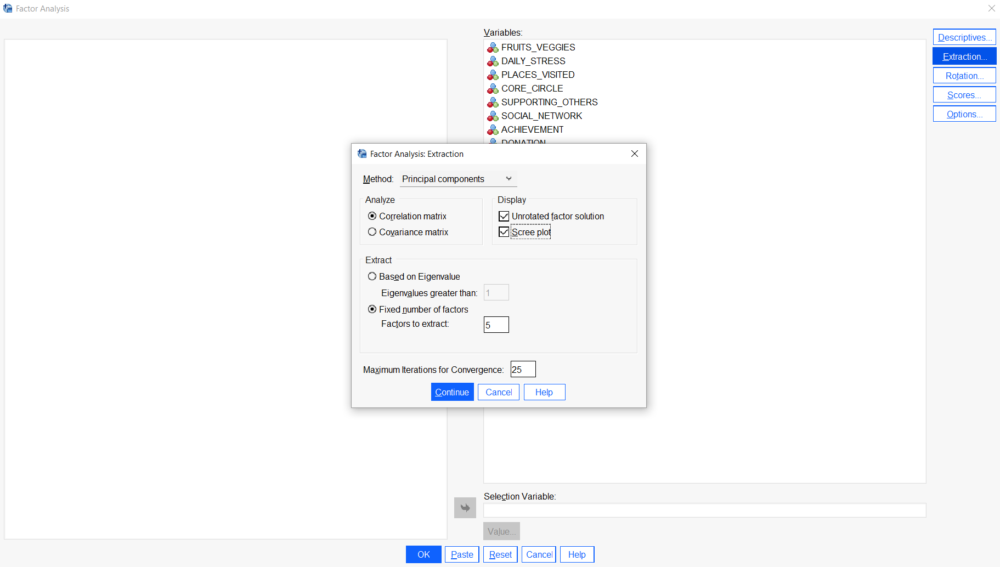 Factor Analysis
Variables:
FRUITS_VEGGIES
DAILY_STRESS
PLACES_VISITED
CORE_CIRCLE
SUPPORTING_OTHERS
SOCIAL_NETWORK
ACHIEVEMENT
DONATION
Descriptives...
Extraction...
Rotation...
Scores...
Options...
Factor Analysis: Extraction
Method: Principal components
Analyze
Correlation matrix
Covariance matrix
Display
Unrotated factor solution
Scree plot
Extract
Based on Eigenvalue
Eigenvalues greater than: 1
Fixed number of factors
Factors to extract: 5
Maximum Iterations for Convergence: 25
Continue Cancel Help
Selection Variable:
Value...
OK Paste Reset Cancel Help